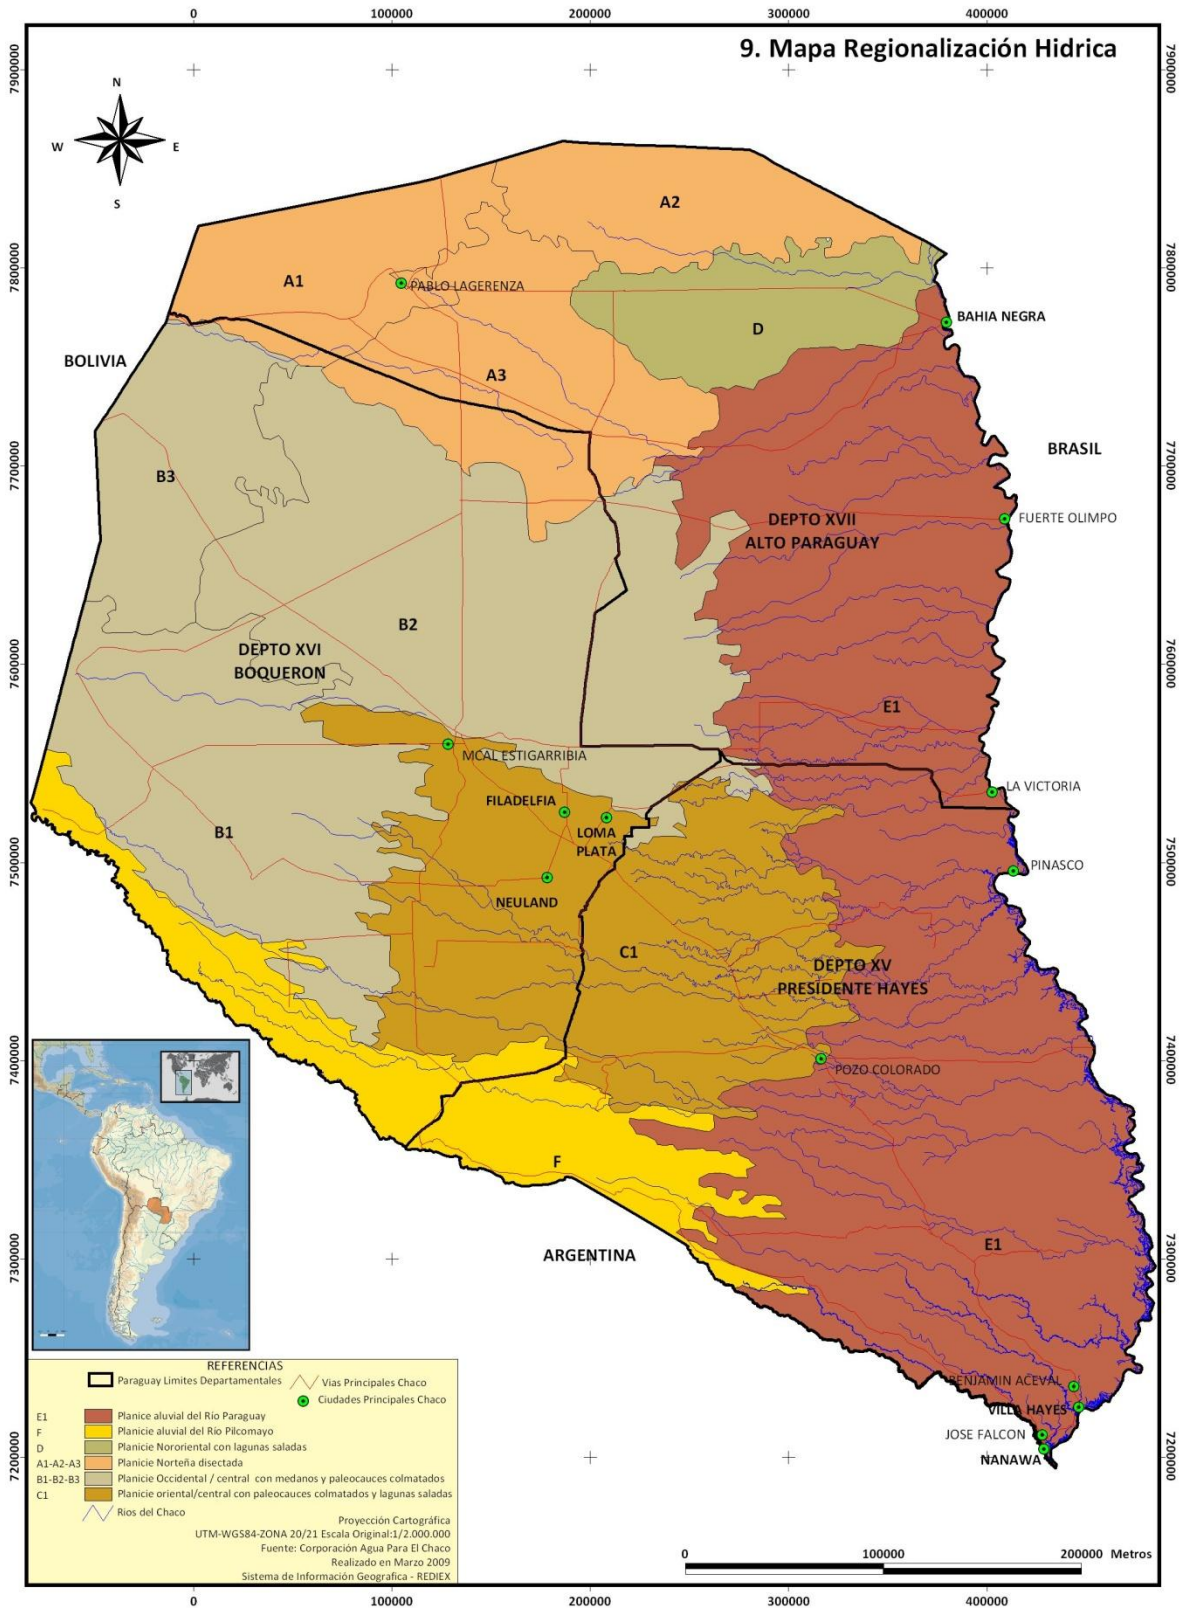 0 100000 200000 300000 400000
9. Mapa Regionalización Hidrica
7900000 7900000
N
W E
S
A2
7800000 7800000
A1
PABLO LAGERENZA
BAHIA NEGRA
D
BOLIVIA
A3
BRASIL
7700000 7700000
B3
DEPTO XVII
ALTO PARAGUAY
FUERTE OLIMPO
B2
DEPTO XVI
BOQUERON
7600000 7600000
E1
MCAL ESTIGARRIBIA
LA VICTORIA
FILADELFIA
B1
LOMA
PLATA
7500000 7500000
PINASCO
NEULAND
C1
DEPTO XV
PRESIDENTE HAYES
7400000 7400000
POZO COLORADO
F
E1
ARGENTINA
7300000 7300000
BENJAMIN ACEVAL
VILLA HAYES
JOSE FALCON
NANAWA
7200000 7200000
REFERENCIAS
Paraguay Limites Departamentales
Vias Principales Chaco
Ciudades Principales Chaco
E1 Planice aluvial del Río Paraguay
F Planicie aluvial del Río Pilcomayo
D Planicie Nororiental con lagunas saladas
A1-A2-A3 Planicie Norteña disectada
B1-B2-B3 Planicie Occidental / central con medanos y paleocauces colmatados
C1 Planicie oriental/central con paleocauces colmatados y lagunas saladas
Rios del Chaco
Proyección Cartográfica
UTM-WGS84-ZONA 20/21 Escala Original:1/2.000.000
Fuente: Corporación Agua Para El Chaco
Realizado en Marzo 2009
Sistema de Información Geografica - REDIEX
0 100000 200000 Metros
0 100000 200000 300000 400000